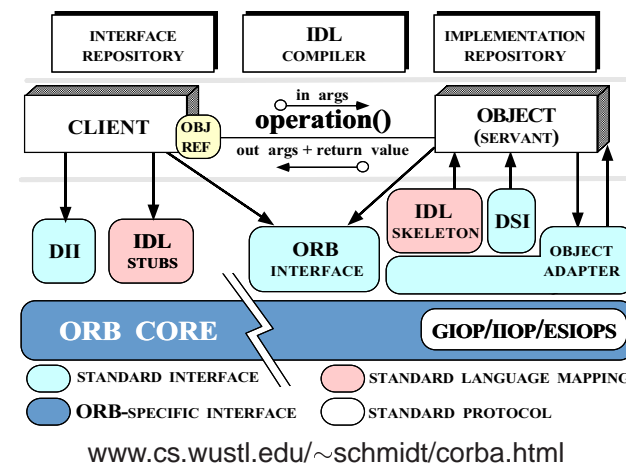 INTERFACE
REPOSITORY
IDL
COMPILER
IMPLEMENTATION
REPOSITORY
in args
operation()
out args + return value
CLIENT
OBJ
REF
OBJECT
(SERVANT)
DII
IDL
STUBS
ORB
INTERFACE
IDL
SKELETON
DSI
OBJECT
ADAPTER
ORB CORE
GIOP/IIOP/ESIOPS
STANDARD INTERFACE
STANDARD LANGUAGE MAPPING
ORB-SPECIFIC INTERFACE
STANDARD PROTOCOL
www.cs.wustl.edu/~schmidt/corba.html